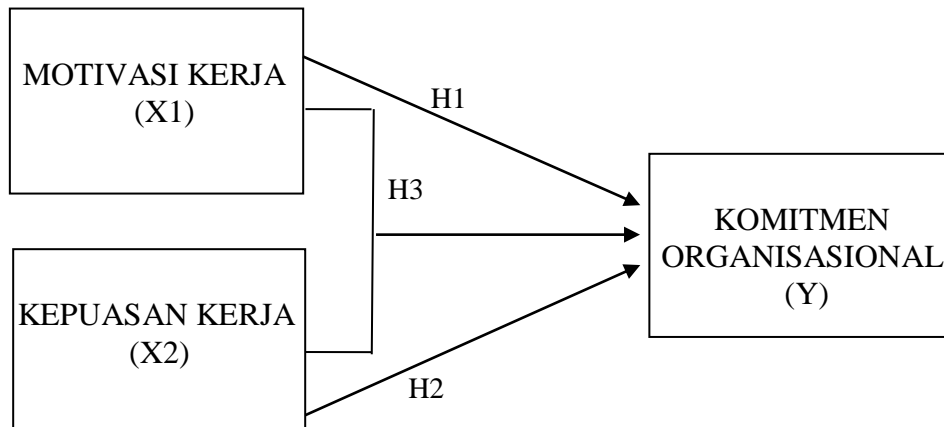 MOTIVASI KERJA
(X1)
H1
H3
KOMITMEN
ORGANISASIONAL
(Y)
KEPUASAN KERJA
(X2)
H2